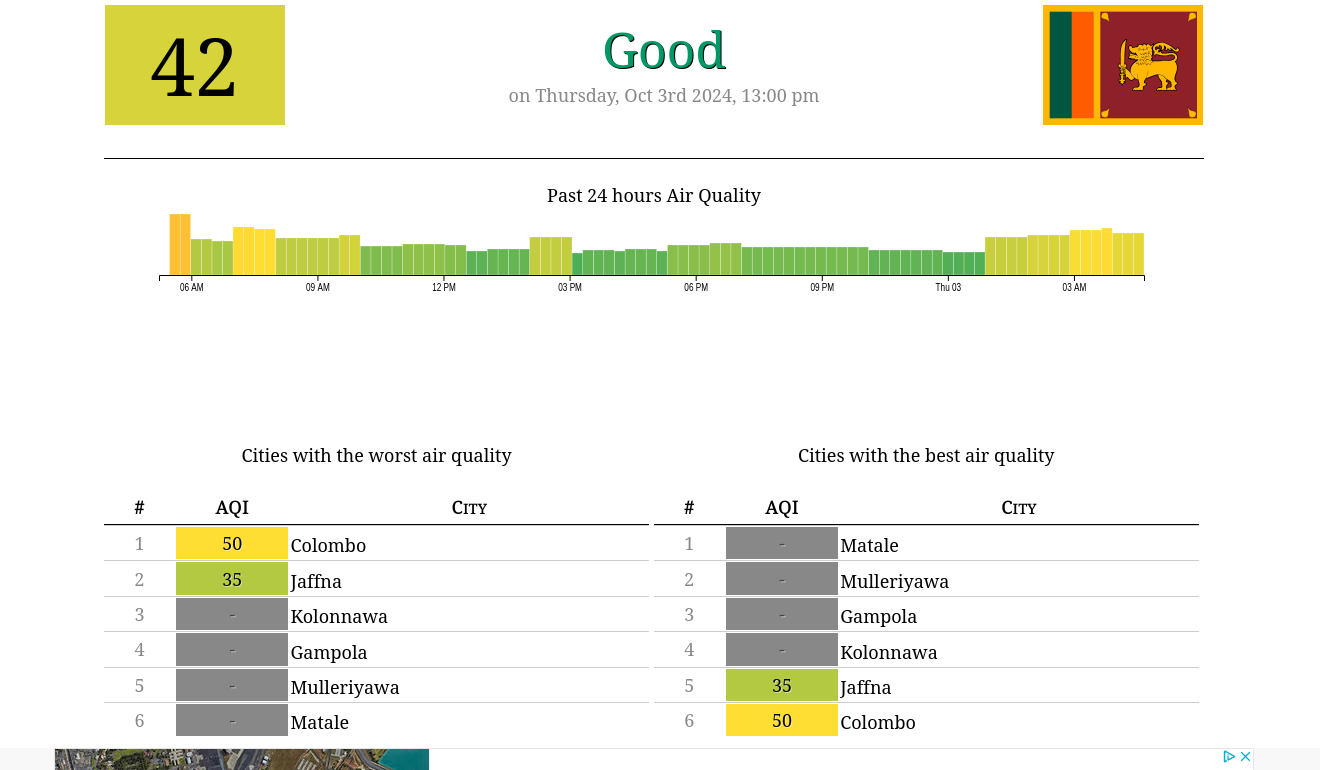 42
Good
on Thursday, Oct 3rd 2024, 13:00 pm
Past 24 hours Air Quality
06 AM 09 AM 12 PM 03 PM 06 PM 09 PM Thu 03 03 AM
Cities with the worst air quality
# AQI City
1 50 Colombo
2 35 Jaffna
3 - Kolonnawa
4 - Gampola
5 - Mulleriyawa
6 - Matale
Cities with the best air quality
# AQI City
1 - Matale
2 - Mulleriyawa
3 - Gampola
4 - Kolonnawa
5 35 Jaffna
6 50 Colombo